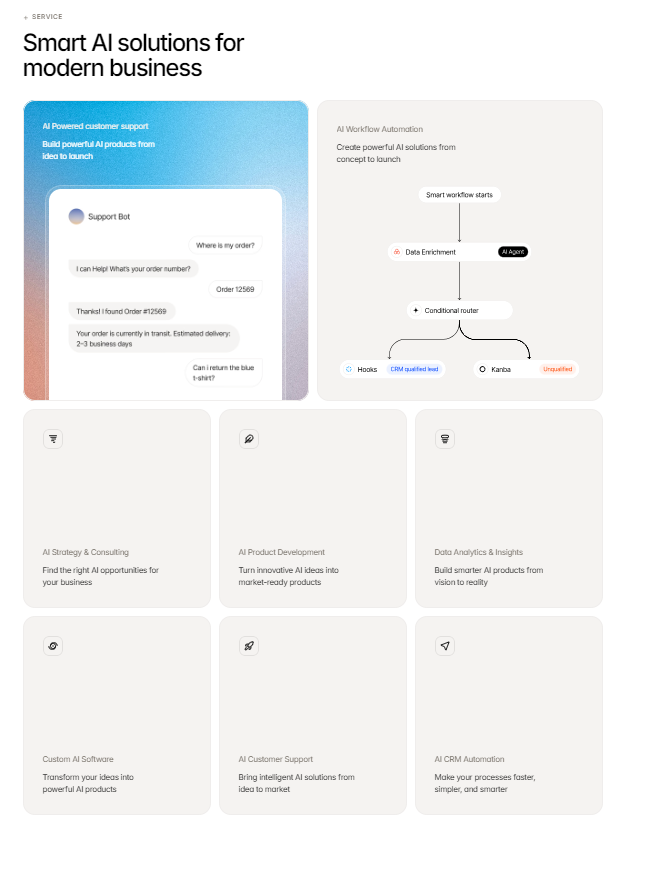 SERVICE
Smart AI solutions for
modern business
AI Powered customer support
Build powerful AI products from
idea to launch
Support Bot
Where is my order?
I can Help! What's your order number?
Order 12569
Thanks! I found Order #12569
Your order is currently in transit. Estimated delivery:
2–3 business days
Can i return the blue
t-shirt?
AI Workflow Automation
Create powerful AI solutions from
concept to launch
Smart workflow starts
Data Enrichment
AI Agent
Conditional router
Hooks
CRM qualified lead
Kanba
Unqualified
AI Strategy & Consulting
Find the right AI opportunities for
your business
AI Product Development
Turn innovative AI ideas into
market-ready products
Data Analytics & Insights
Build smarter AI products from
vision to reality
Custom AI Software
Transform your ideas into
powerful AI products
AI Customer Support
Bring intelligent AI solutions from
idea to market
AI CRM Automation
Make your processes faster,
simpler, and smarter